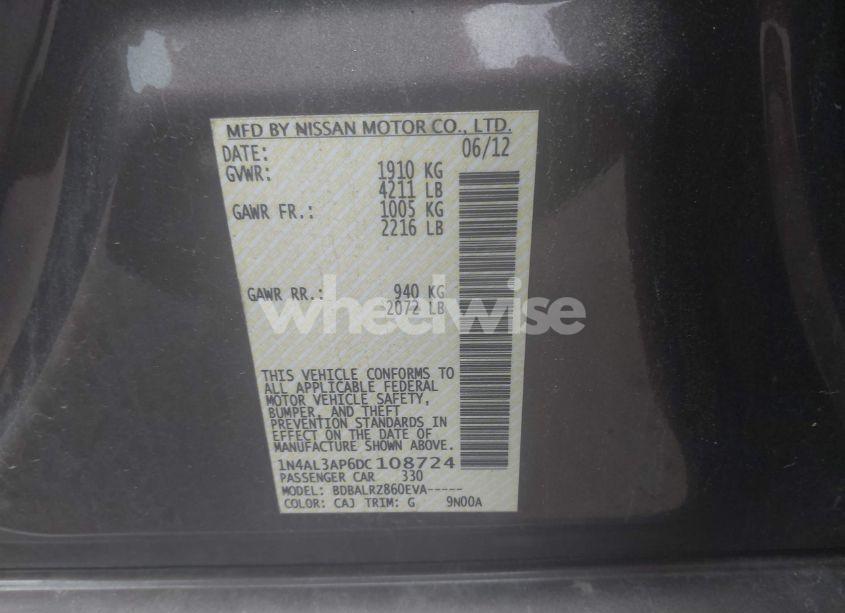 MFD BY NISSAN MOTOR CO., LTD.
DATE: 06/12
GVWR: 1910 KG
4211 LB
GAWR FR.: 1005 KG
2216 LB
GAWR RR.: 940 KG
2072 LB
wheelwise
THIS VEHICLE CONFORMS TO
ALL APPLICABLE FEDERAL
MOTOR VEHICLE SAFETY,
BUMPER, AND THEFT
PREVENTION STANDARDS IN
EFFECT ON THE DATE OF
MANUFACTURE SHOWN ABOVE.
1N4AL3AP6DC108724
PASSENGER CAR 330
MODEL: BDBALRZ860EVA-----
COLOR: CAJ TRIM: G 9N00A